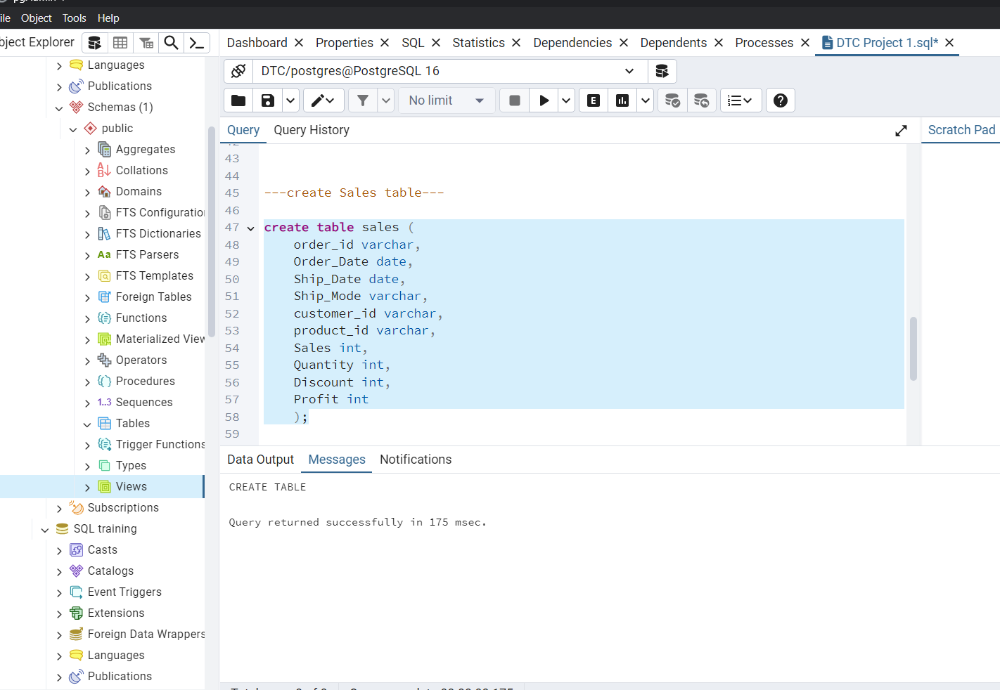 ile Object Tools Help
bject Explorer
Dashboard Properties SQL Statistics Dependencies Dependents Processes DTC Project 1.sql*
DTC/postgres@PostgreSQL 16
No limit
E
Query Query History
Scratch Pad
Languages
Publications
Schemas (1)
public
Aggregates
Collations
Domains
FTS Configuratio
FTS Dictionaries
Aa FTS Parsers
FTS Templates
Foreign Tables
Functions
Materialized View
Operators
Procedures
1..3 Sequences
Tables
Trigger Functions
Types
Views
Subscriptions
SQL training
Casts
Catalogs
Event Triggers
Extensions
Foreign Data Wrappers
Languages
Publications
43
44
45 ---create Sales table---
46
47 create table sales (
48 order_id varchar,
49 Order_Date date,
50 Ship_Date date,
51 Ship_Mode varchar,
52 customer_id varchar,
53 product_id varchar,
54 Sales int,
55 Quantity int,
56 Discount int,
57 Profit int
58 );
59
Data Output Messages Notifications
CREATE TABLE
Query returned successfully in 175 msec.